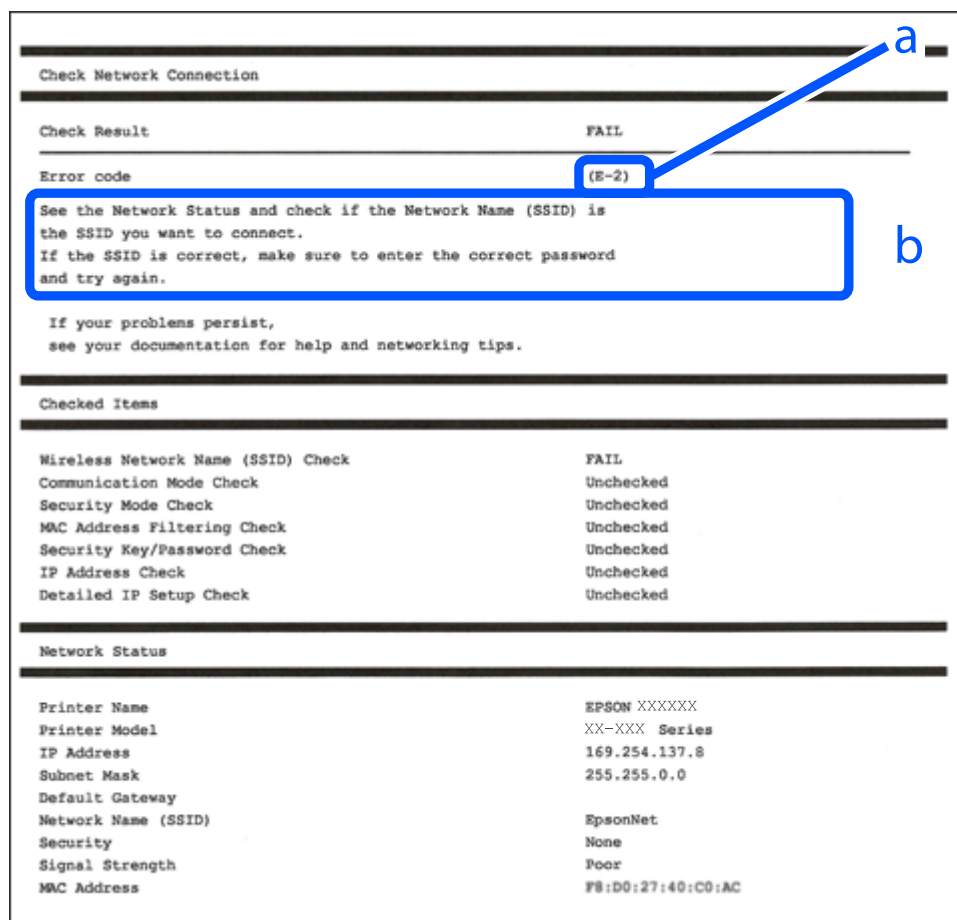 a
Check Network Connection
Check Result FAIL
Error code (E-2)
b
See the Network Status and check if the Network Name (SSID) is
the SSID you want to connect.
If the SSID is correct, make sure to enter the correct password
and try again.
If your problems persist,
see your documentation for help and networking tips.
Checked Items
Wireless Network Name (SSID) Check FAIL
Communication Mode Check Unchecked
Security Mode Check Unchecked
MAC Address Filtering Check Unchecked
Security Key/Password Check Unchecked
IP Address Check Unchecked
Detailed IP Setup Check Unchecked
Network Status
Printer Name EPSON XXXXXX
Printer Model XX-XXX Series
IP Address 169.254.137.8
Subnet Mask 255.255.0.0
Default Gateway
Network Name (SSID) EpsonNet
Security None
Signal Strength Poor
MAC Address F8:D0:27:40:C0:AC